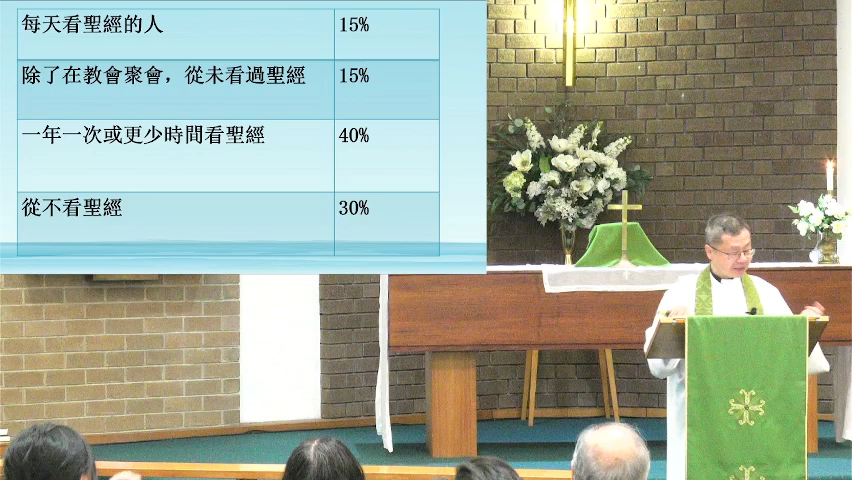 每天看聖經的人 15%
除了在教會聚會，從未看過聖經 15%
一年一次或更少時間看聖經 40%
從不看聖經 30%